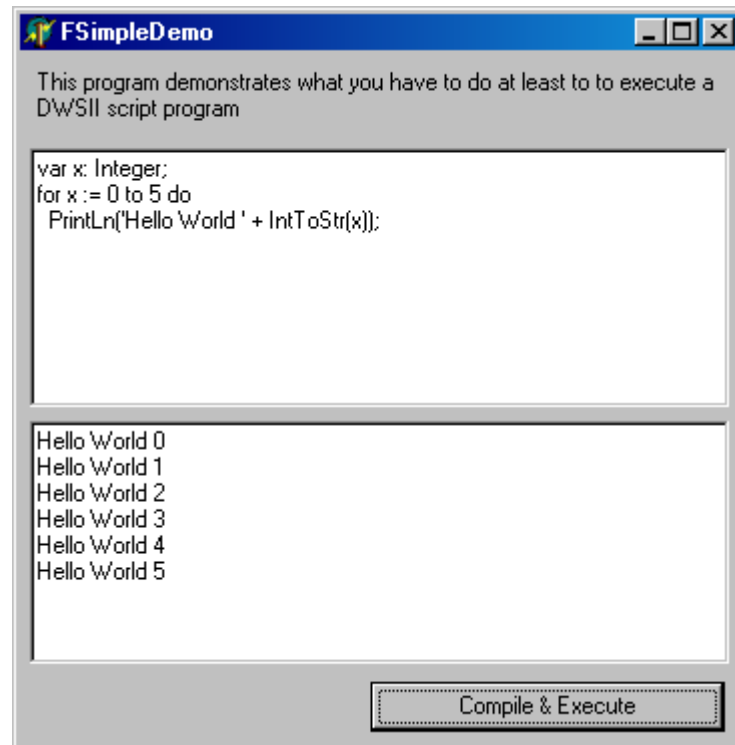 FSimpleDemo
This program demonstrates what you have to do at least to to execute a
DWSII script program
var x: Integer;
for x := 0 to 5 do
  PrintLn('Hello World ' + IntToStr(x));
Hello World 0
Hello World 1
Hello World 2
Hello World 3
Hello World 4
Hello World 5
Compile & Execute